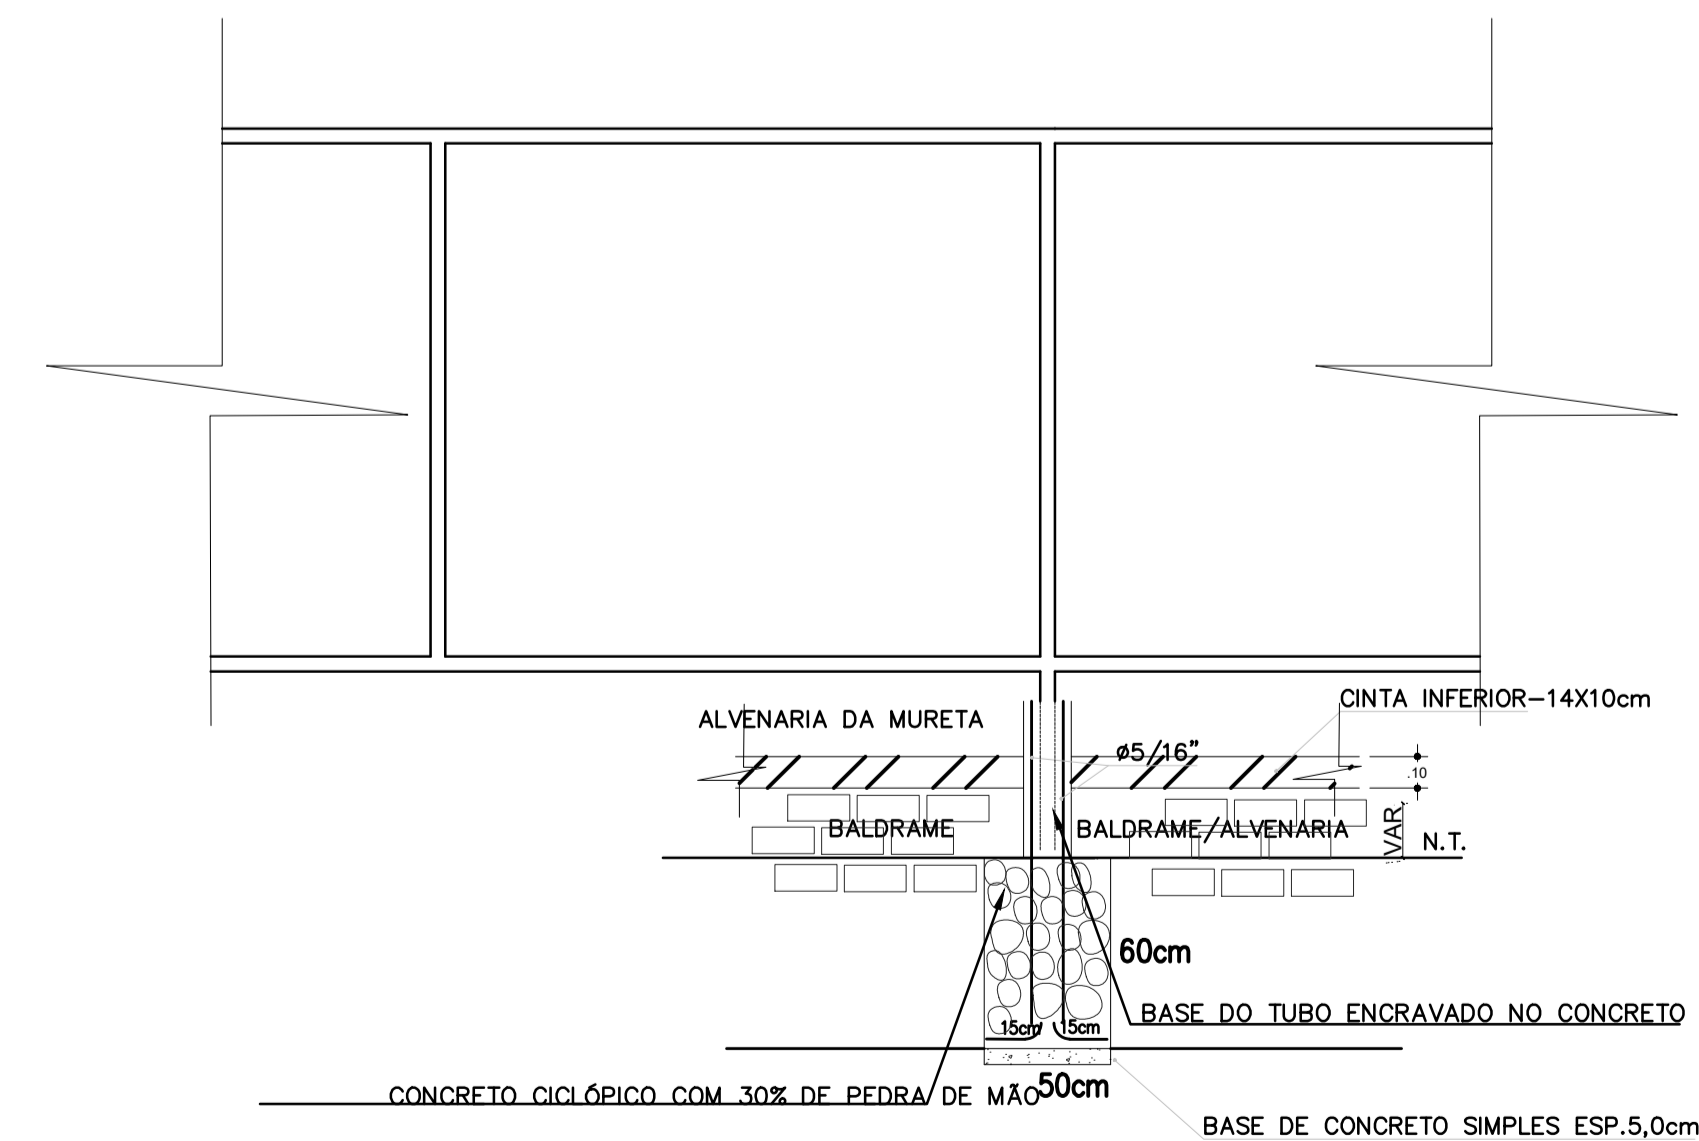 CINTA INFERIOR-14X10cm
ALVENARIA DA MURETA
ø5/16"
.10
BALDRAME
BALDRAME/ALVENARIA
VAR.
N.T.
60cm
BASE DO TUBO ENCRAVADO NO CONCRETO
15cm
15cm
50cm
CONCRETO CICLÓPICO COM 30% DE PEDRA DE MÃO
BASE DE CONCRETO SIMPLES ESP.5,0cm